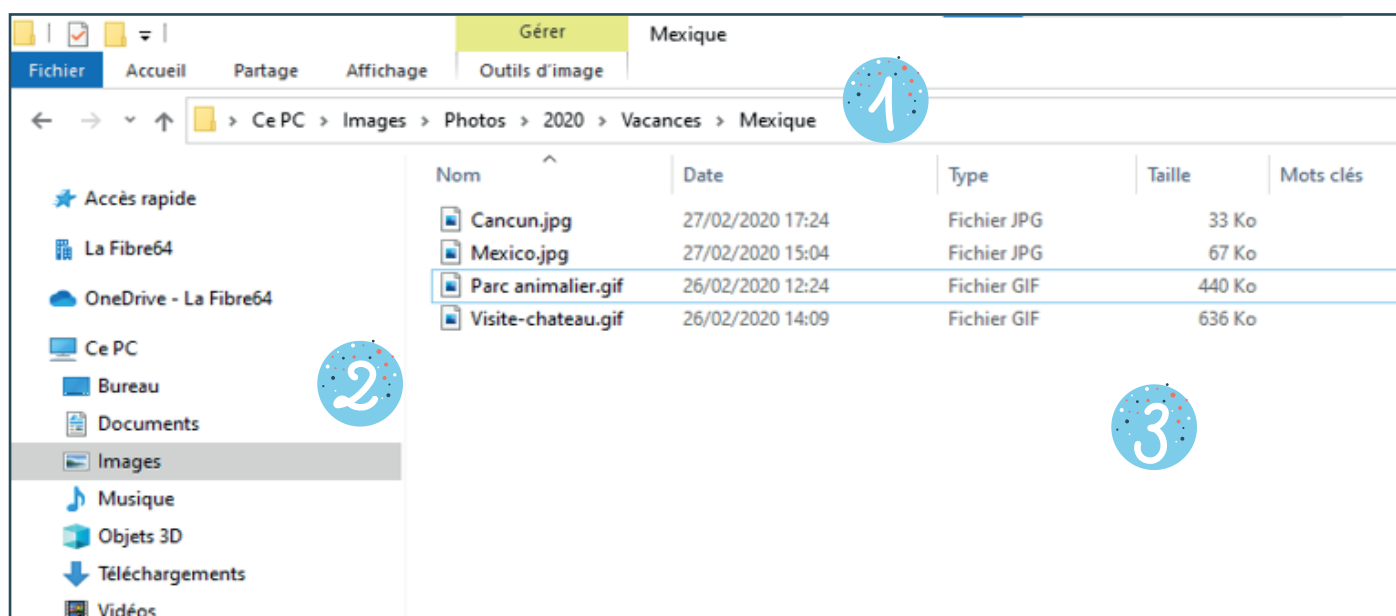 Gérer Mexique
Fichier Accueil Partage Affichage Outils d'image
1
Ce PC > Images > Photos > 2020 > Vacances > Mexique
Nom Date Type Taille Mots clés
Accès rapide
Cancun.jpg 27/02/2020 17:24 Fichier JPG 33 Ko
La Fibre64
Mexico.jpg 27/02/2020 15:04 Fichier JPG 67 Ko
Parc animalier.gif 26/02/2020 12:24 Fichier GIF 440 Ko
OneDrive - La Fibre64
Visite-chateau.gif 26/02/2020 14:09 Fichier GIF 636 Ko
Ce PC
2
Bureau
3
Documents
Images
Musique
Objets 3D
Téléchargements
Vidéos